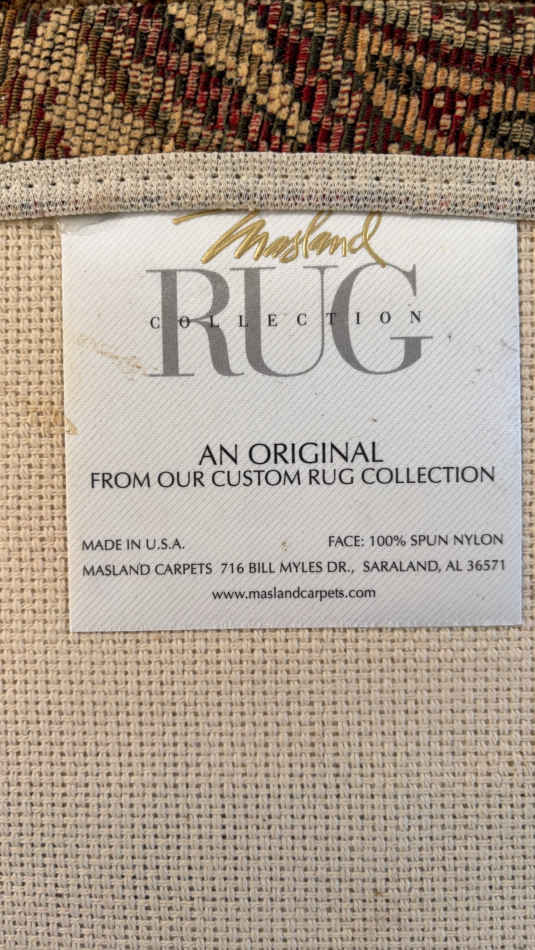 Masland
RUG
COLLECTION
AN ORIGINAL
FROM OUR CUSTOM RUG COLLECTION
MADE IN U.S.A. FACE: 100% SPUN NYLON
MASLAND CARPETS 716 BILL MYLES DR., SARALAND, AL 36571
www.maslandcarpets.com